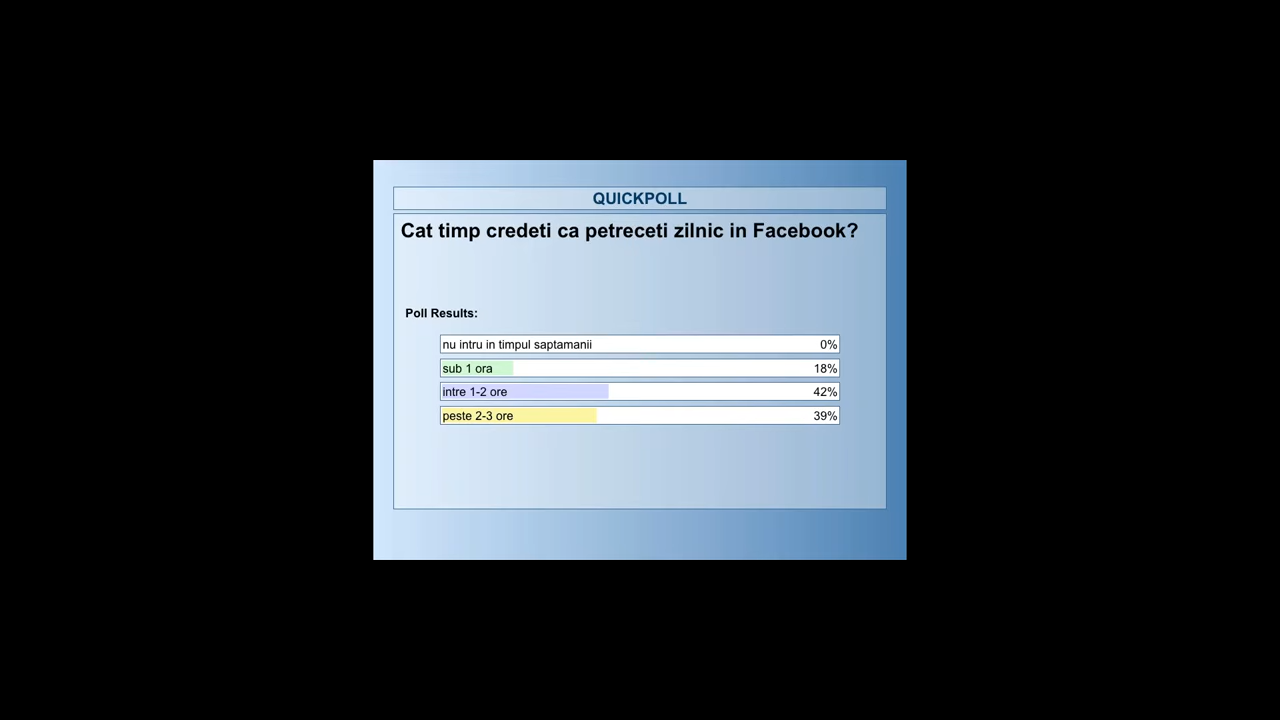 QUICKPOLL
Cat timp credeti ca petreceti zilnic in Facebook?
Poll Results:
nu intru in timpul saptamanii 0%
sub 1 ora 18%
intre 1-2 ore 42%
peste 2-3 ore 39%